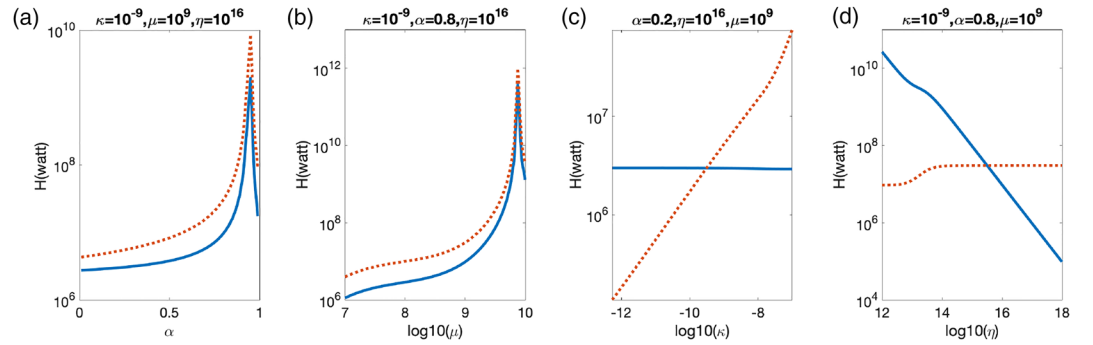 (a)
κ=10⁻⁹,μ=10⁹,η=10¹⁶
H(watt)
10¹⁰
10⁸
10⁶
0
0.5
1
α
(b)
κ=10⁻⁹,α=0.8,η=10¹⁶
H(watt)
10¹²
10¹⁰
10⁸
10⁶
7
8
9
10
log10(μ)
(c)
α=0.2,η=10¹⁶,μ=10⁹
H(watt)
10⁷
10⁶
-12
-10
-8
log10(κ)
(d)
κ=10⁻⁹,α=0.8,μ=10⁹
H(watt)
10¹⁰
10⁸
10⁶
10⁴
12
14
16
18
log10(η)